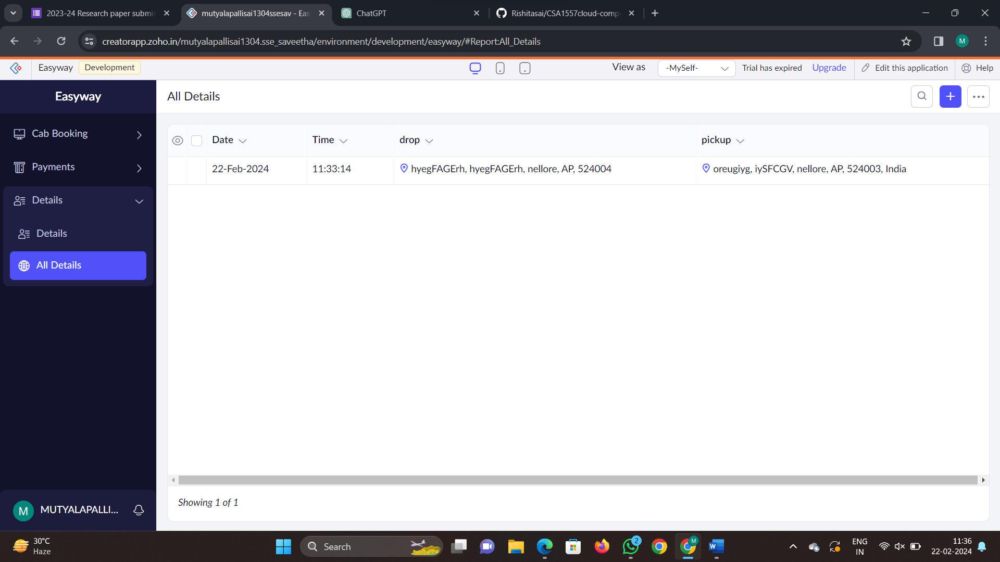 2023-24 Research paper submis
mutyalapallisai1304ssesav - Eas
ChatGPT
Rishitasai/CSA1557cloud-comp
creatorapp.zoho.in/mutyalapallisai1304.sse_saveetha/environment/development/easyway/#Report:All_Details
M
Easyway
Development
View as
-MySelf-
Trial has expired
Upgrade
Edit this application
Help
Easyway
All Details
Cab Booking
Payments
Details
Details
All Details
Date
Time
drop
pickup
22-Feb-2024
11:33:14
hyegFAGErh, hyegFAGErh, nellore, AP, 524004
oreugiyg, iySFCGV, nellore, AP, 524003, India
Showing 1 of 1
M
MUTYALAPALLI...
30°C
Haze
Search
2
M
W
ENG
IN
11:36
22-02-2024